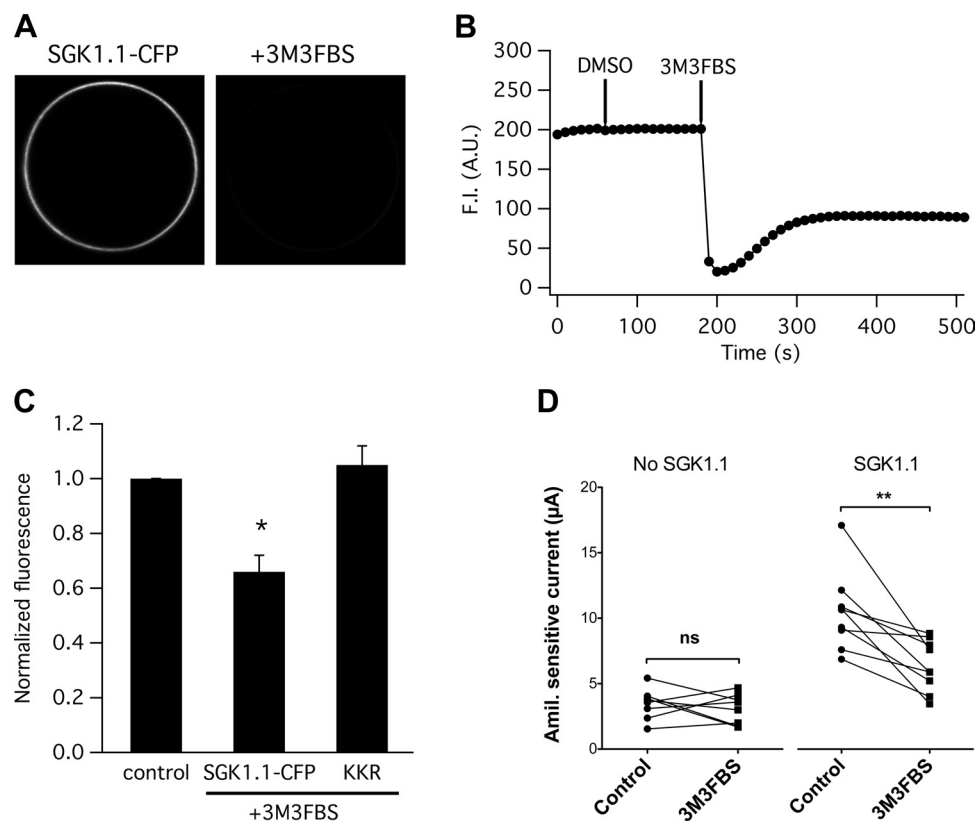 A
SGK1.1-CFP
+3M3FBS
B
F.I. (A.U.)
300
250
200
150
100
50
0
DMSO
3M3FBS
0
100
200
300
400
500
Time (s)
C
Normalized fluorescence
1.2
1.0
0.8
0.6
0.4
0.2
0.0
*
control
SGK1.1-CFP
KKR
+3M3FBS
D
No SGK1.1
SGK1.1
Amil. sensitive current (µA)
20
15
10
5
0
ns
**
Control
3M3FBS
Control
3M3FBS